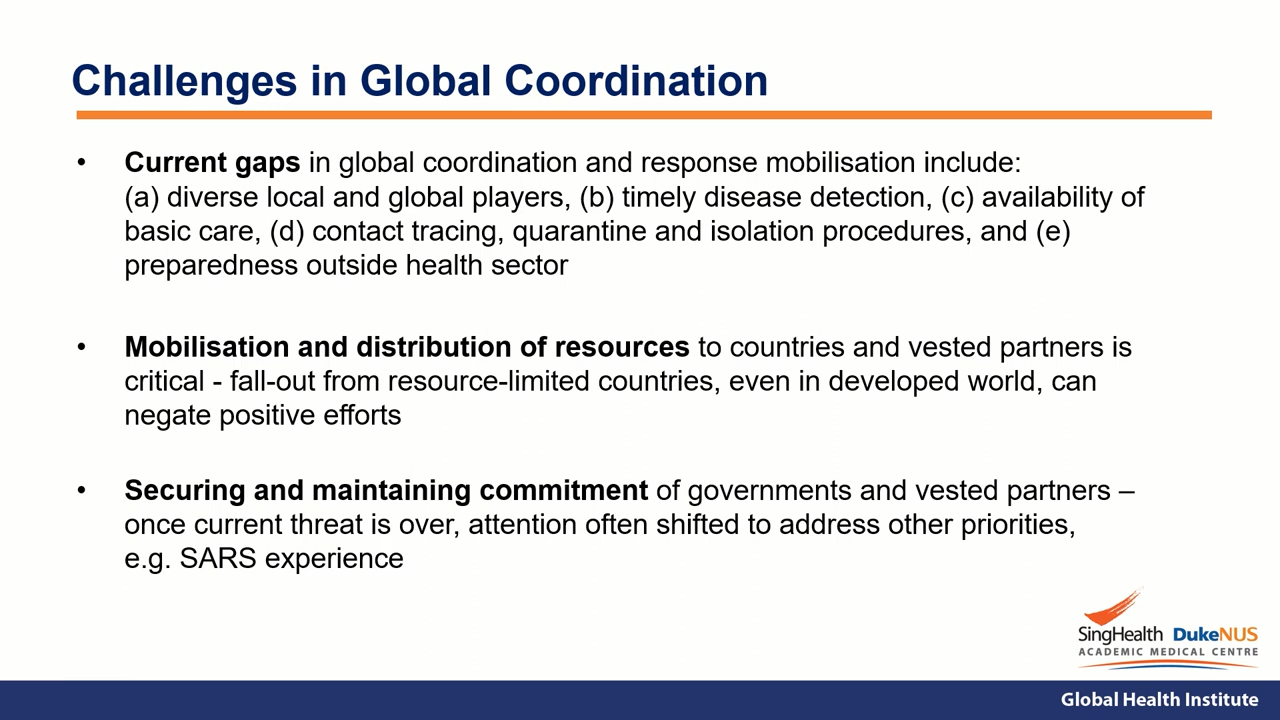 Challenges in Global Coordination
• Current gaps in global coordination and response mobilisation include:
(a) diverse local and global players, (b) timely disease detection, (c) availability of
basic care, (d) contact tracing, quarantine and isolation procedures, and (e)
preparedness outside health sector
• Mobilisation and distribution of resources to countries and vested partners is
critical - fall-out from resource-limited countries, even in developed world, can
negate positive efforts
• Securing and maintaining commitment of governments and vested partners –
once current threat is over, attention often shifted to address other priorities,
e.g. SARS experience
SingHealth DukeNUS
ACADEMIC MEDICAL CENTRE
Global Health Institute